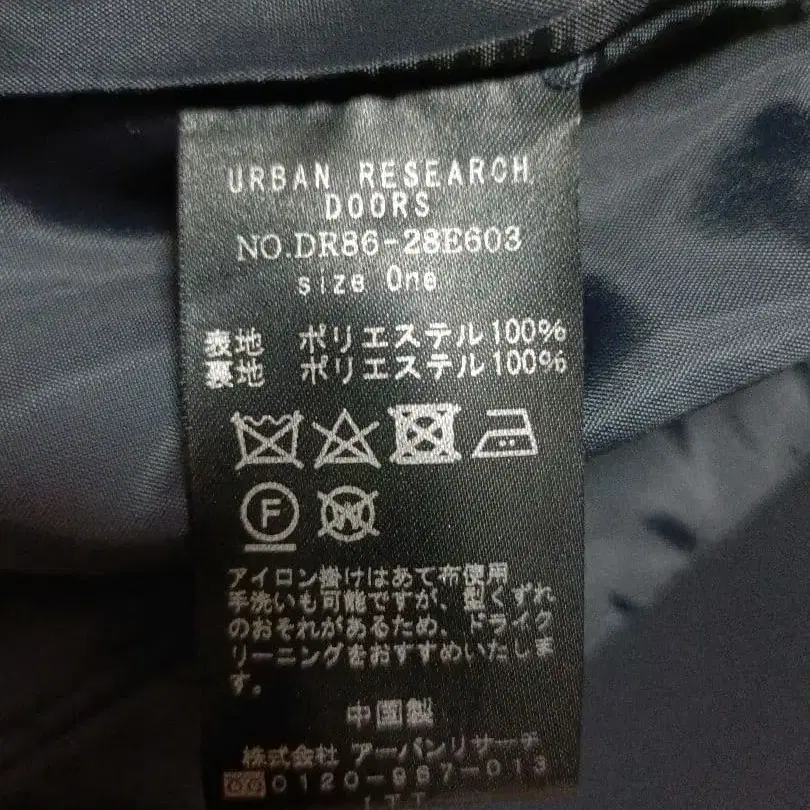 URBAN RESEARCH
DOORS
NO.DR86-28E603
size One
表地 ポリエステル100%
裏地 ポリエステル100%
F W
アイロン掛けはあて布使用
手洗いも可能ですが、型くずれ
のおそれがあるため、ドライク
リーニングをおすすめいたしま
す。
中国製
株式会社 アーバンリサーチ
0120-987-013